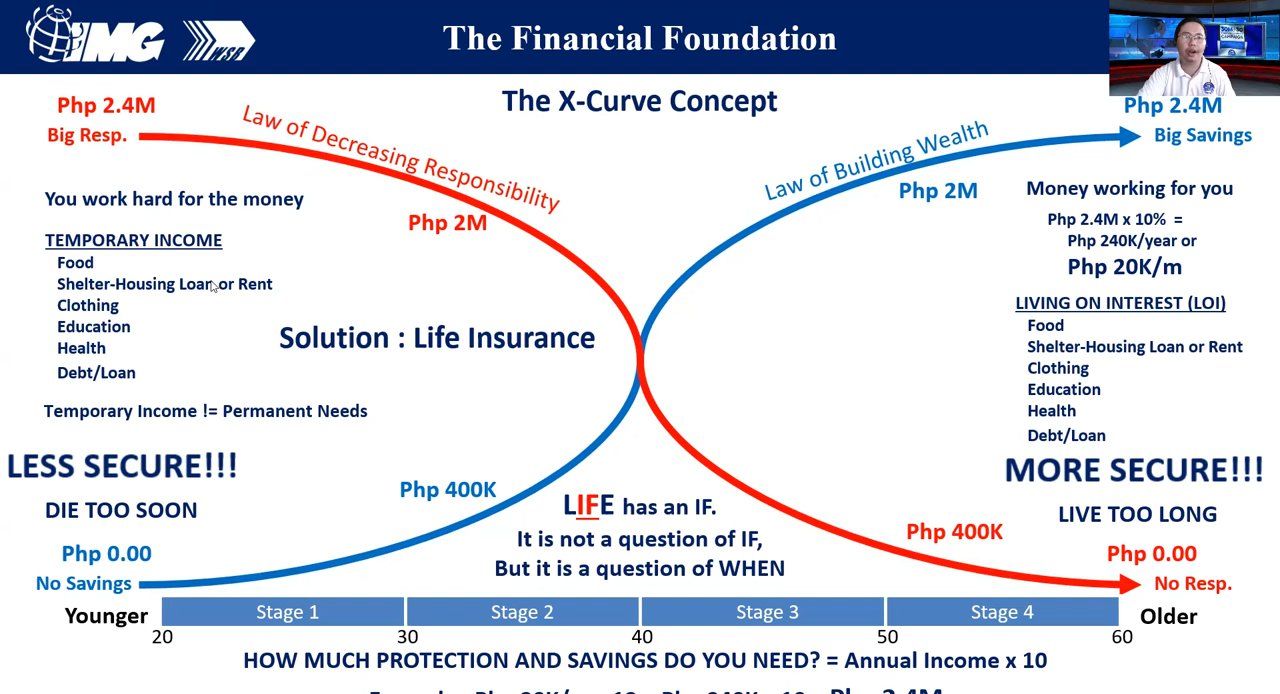 IMG WSB
The Financial Foundation
The X-Curve Concept
Php 2.4M
Big Resp.
Law of Decreasing Responsibility
Php 2M
Law of Building Wealth
Php 2M
Php 2.4M
Big Savings
You work hard for the money
TEMPORARY INCOME
Food
Shelter-Housing Loan or Rent
Clothing
Education
Health
Debt/Loan
Temporary Income != Permanent Needs
Solution : Life Insurance
Money working for you
Php 2.4M x 10% =
Php 240K/year or
Php 20K/m
LIVING ON INTEREST (LOI)
Food
Shelter-Housing Loan or Rent
Clothing
Education
Health
Debt/Loan
LESS SECURE!!!
DIE TOO SOON
Php 0.00
No Savings
Php 400K
LIFE has an IF.
It is not a question of IF,
But it is a question of WHEN
MORE SECURE!!!
LIVE TOO LONG
Php 400K
Php 0.00
No Resp.
Younger
Stage 1 Stage 2 Stage 3 Stage 4
Older
20 30 40 50 60
HOW MUCH PROTECTION AND SAVINGS DO YOU NEED? = Annual Income x 10